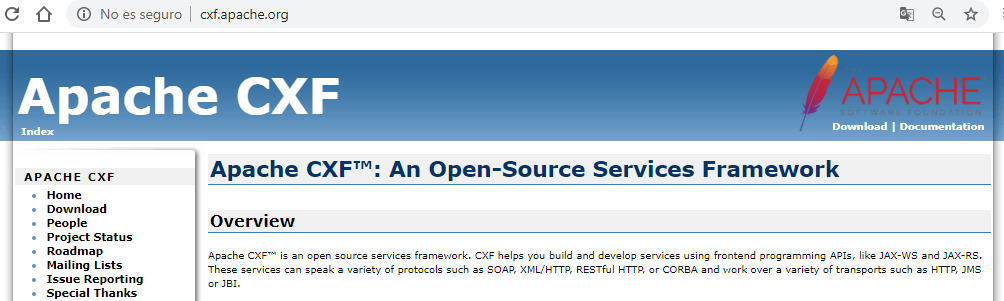 No es seguro | cxf.apache.org
Apache CXF
APACHE
SOFTWARE FOUNDATION
Index
Download | Documentation
APACHE CXF
Home
Download
People
Project Status
Roadmap
Mailing Lists
Issue Reporting
Special Thanks
Apache CXF™: An Open-Source Services Framework
Overview
Apache CXF™ is an open source services framework. CXF helps you build and develop services using frontend programming APIs, like JAX-WS and JAX-RS.
These services can speak a variety of protocols such as SOAP, XML/HTTP, RESTful HTTP, or CORBA and work over a variety of transports such as HTTP, JMS
or JBI.